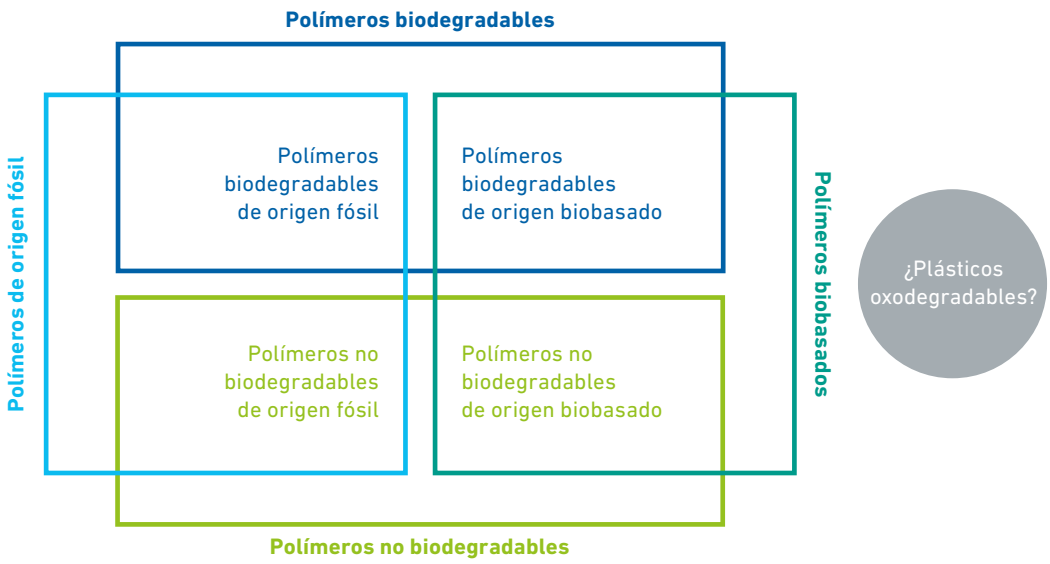 Polímeros biodegradables
Polímeros de origen fósil
Polímeros
biodegradables
de origen fósil
Polímeros
biodegradables
de origen biobasado
Polímeros no
biodegradables
de origen fósil
Polímeros no
biodegradables
de origen biobasado
Polímeros biobasados
¿Plásticos
oxodegradables?
Polímeros no biodegradables